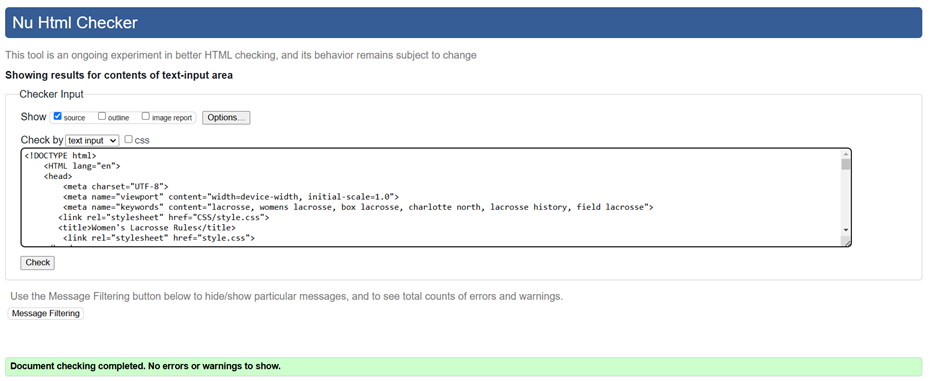 Nu Html Checker
This tool is an ongoing experiment in better HTML checking, and its behavior remains subject to change
Showing results for contents of text-input area
Checker Input
Show source outline image report Options...
Check by text input css
<!DOCTYPE html>
<HTML lang="en">
<head>
<meta charset="UTF-8">
<meta name="viewport" content="width=device-width, initial-scale=1.0">
<meta name="keywords" content="lacrosse, womens lacrosse, box lacrosse, charlotte north, lacrosse history, field lacrosse">
<link rel="stylesheet" href="CSS/style.css">
<title>Women's Lacrosse Rules</title>
<link rel="stylesheet" href="style.css">
Check
Use the Message Filtering button below to hide/show particular messages, and to see total counts of errors and warnings.
Message Filtering
Document checking completed. No errors or warnings to show.